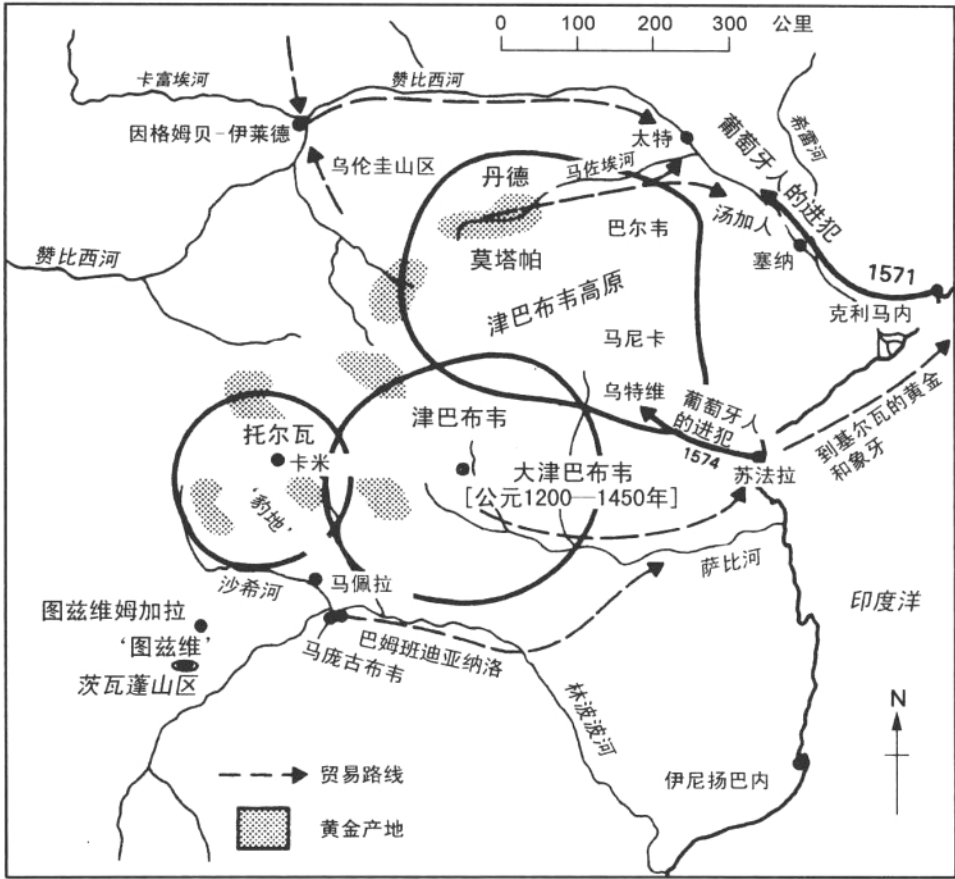 0 100 200 300 公里
卡富埃河
赞比西河
因格姆贝-伊莱德
乌伦圭山区
太特
希雷河
葡萄牙人的进犯
马佐埃河
丹德
汤加人
巴尔韦
赞比西河
莫塔帕
塞纳
1571
津巴布韦高原
克利马内
马尼卡
乌特维
葡萄牙人
的进犯
1574
到基尔瓦的黄金
和象牙
津巴布韦
托尔瓦
卡米
大津巴布韦
[公元1200—1450年]
苏法拉
‘豹地’
萨比河
沙希河
马佩拉
印度洋
图兹维姆加拉
‘图兹维’
巴姆班迪亚纳洛
马庞古布韦
茨瓦蓬山区
林波波河
N
伊尼扬巴内
贸易路线
黄金产地